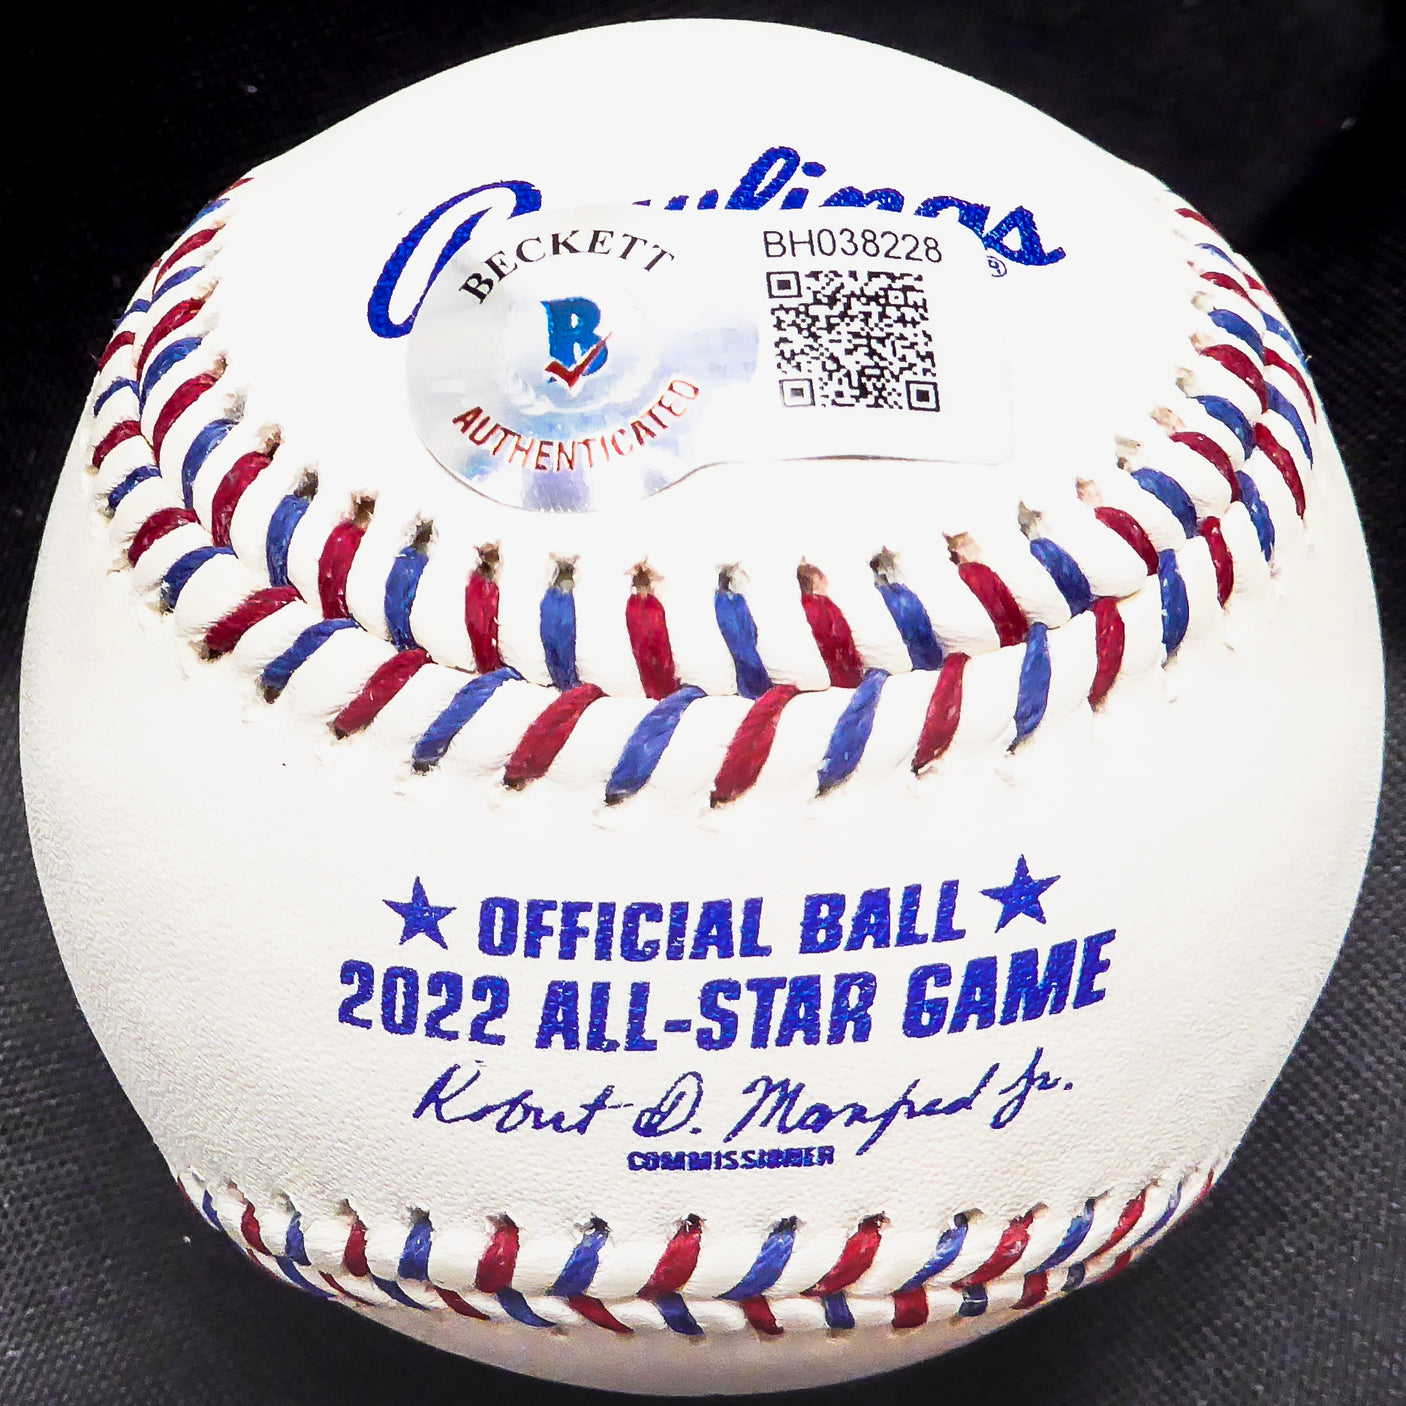 Rawlings
®
BECKETT
B
AUTHENTICATED
BH038228
★ OFFICIAL BALL ★
2022 ALL-STAR GAME
Robert D. Manfred Jr.
COMMISSIONER